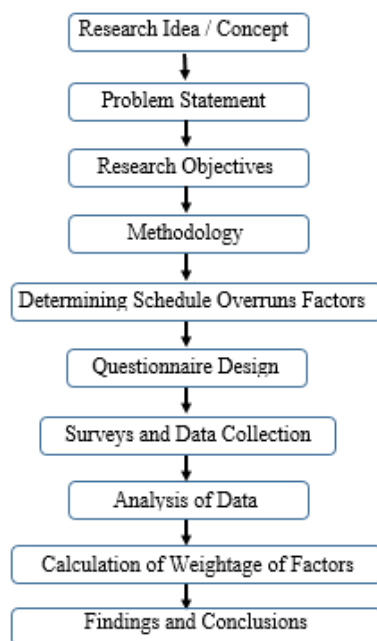 Research Idea / Concept
Problem Statement
Research Objectives
Methodology
Determining Schedule Overruns Factors
Questionnaire Design
Surveys and Data Collection
Analysis of Data
Calculation of Weightage of Factors
Findings and Conclusions